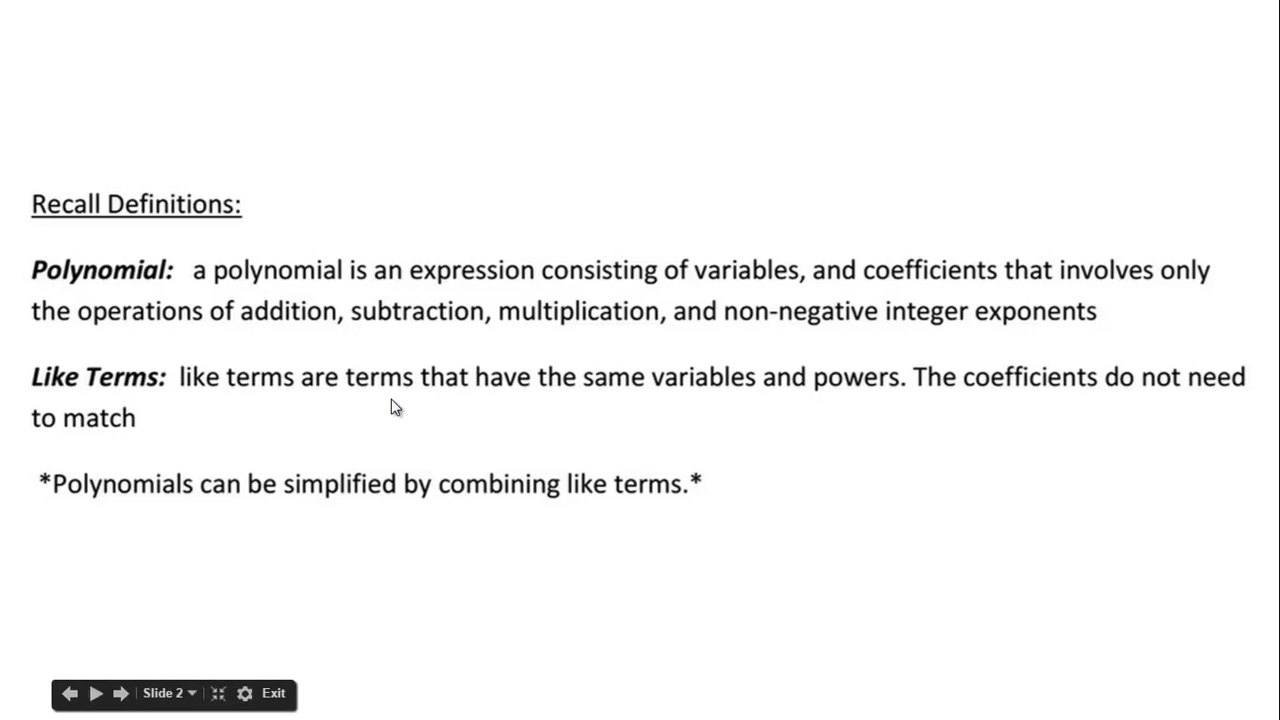 Recall Definitions:
Polynomial: a polynomial is an expression consisting of variables, and coefficients that involves only
the operations of addition, subtraction, multiplication, and non-negative integer exponents
Like Terms: like terms are terms that have the same variables and powers. The coefficients do not need
to match
*Polynomials can be simplified by combining like terms.*
Slide 2 Exit